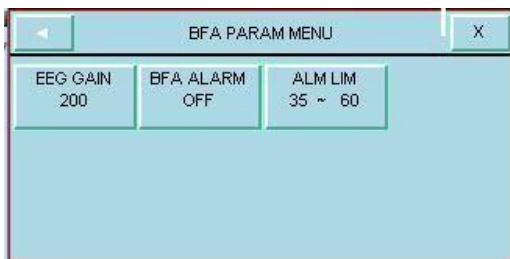 BFA PARAM MENU
X
EEG GAIN
200
BFA ALARM
OFF
ALM LIM
35 ~ 60